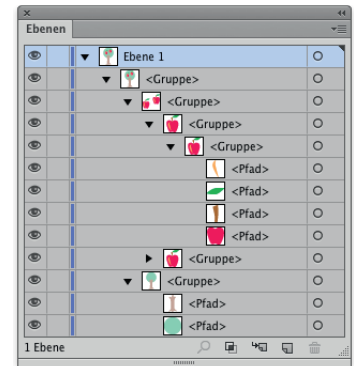 Ebenen
Ebene 1
<Gruppe>
<Gruppe>
<Gruppe>
<Gruppe>
<Pfad>
<Pfad>
<Pfad>
<Pfad>
<Gruppe>
<Gruppe>
<Pfad>
<Pfad>
1 Ebene